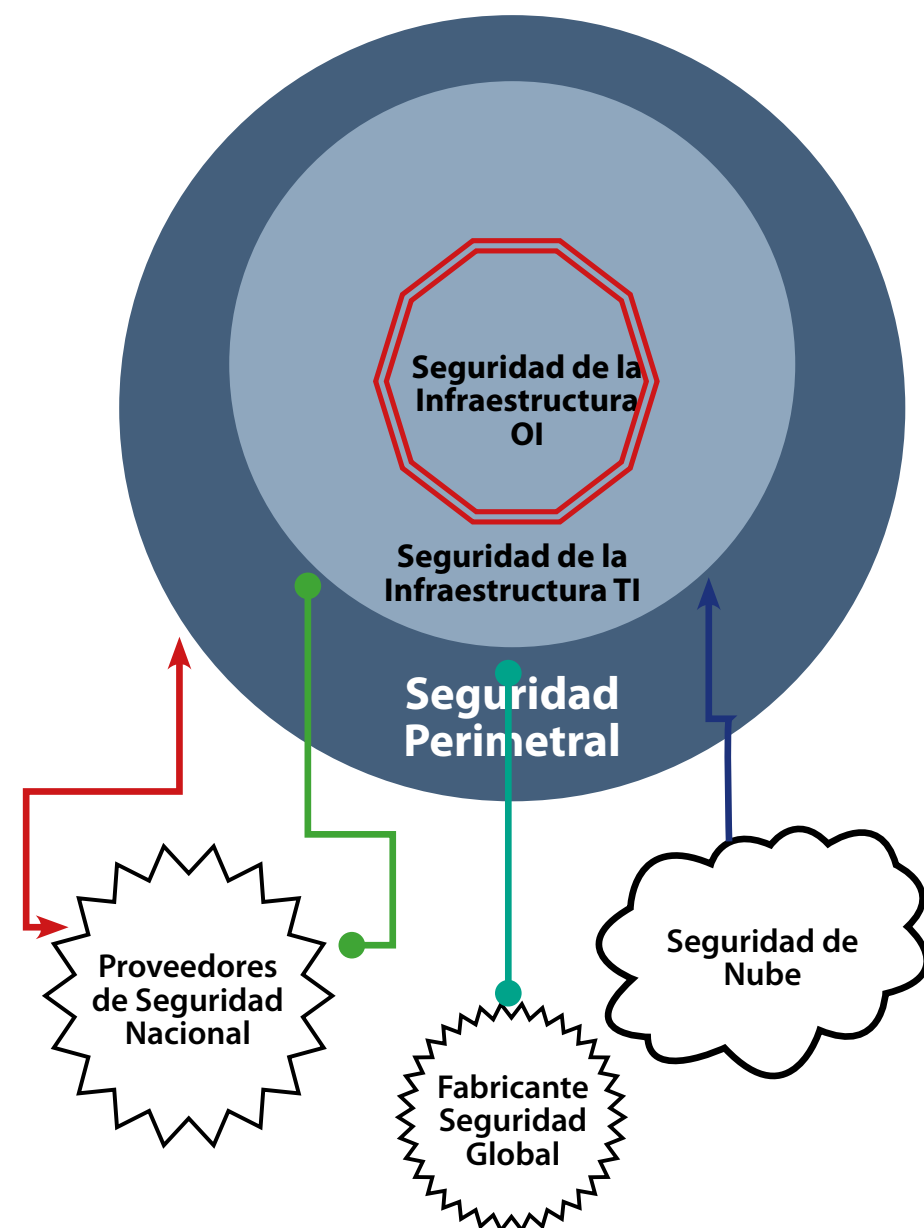 Seguridad de la
Infraestructura
OI
Seguridad de la
Infraestructura TI
Seguridad
Perimetral
Proveedores
de Seguridad
Nacional
Seguridad de
Nube
Fabricante
Seguridad
Global